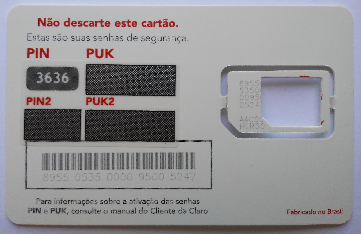 Não descarte este cartão.
Estas são suas senhas de segurança.
PIN PUK
3636
PIN2 PUK2
8955 0535 0000 9500 5247
Para informações sobre a ativação das senhas
PIN e PUK, consulte o manual do Cliente da Claro
Fabricado no Brasil